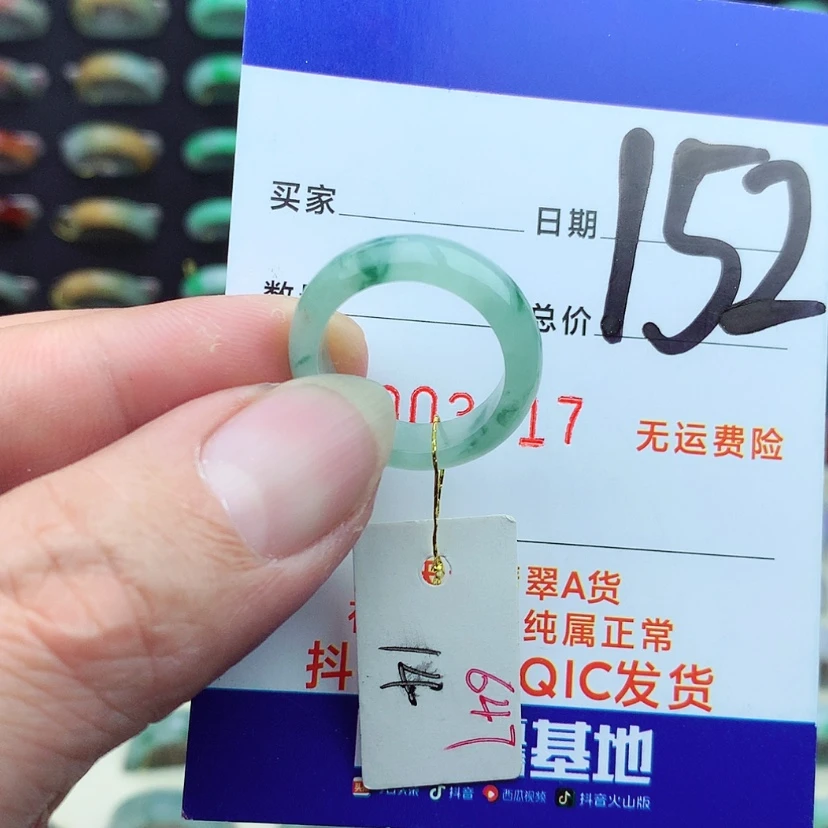 买家 日期
152
总价
17 无运费险
翠A货
纯属正常
抖 QIC发货
14
647
基地
抖音 西瓜视频 抖音火山版